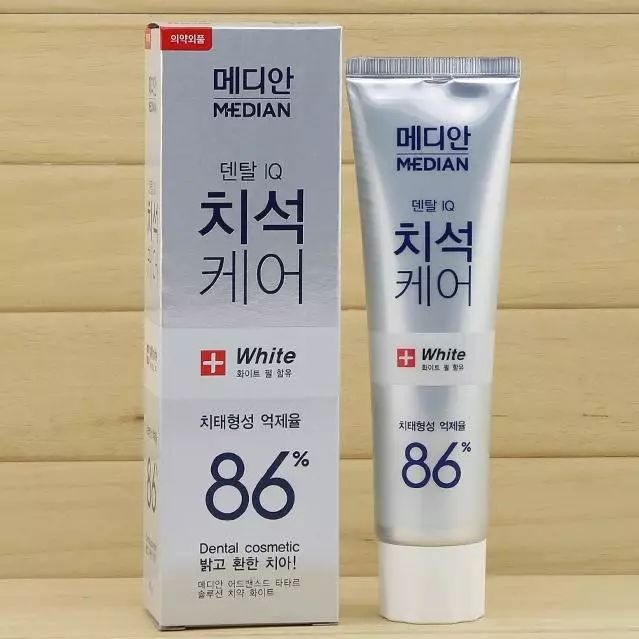 의약외품
메디안
MEDIAN
덴탈 IQ
치석
케어
White
화이트 펄 함유
치태형성 억제율
86%
Dental cosmetic
밝고 환한 치아!
메디안 어드밴스드 타타르
솔루션 치약 화이트
메디안
MEDIAN
덴탈 IQ
치석
케어
White
화이트 펄 함유
치태형성 억제율
86%